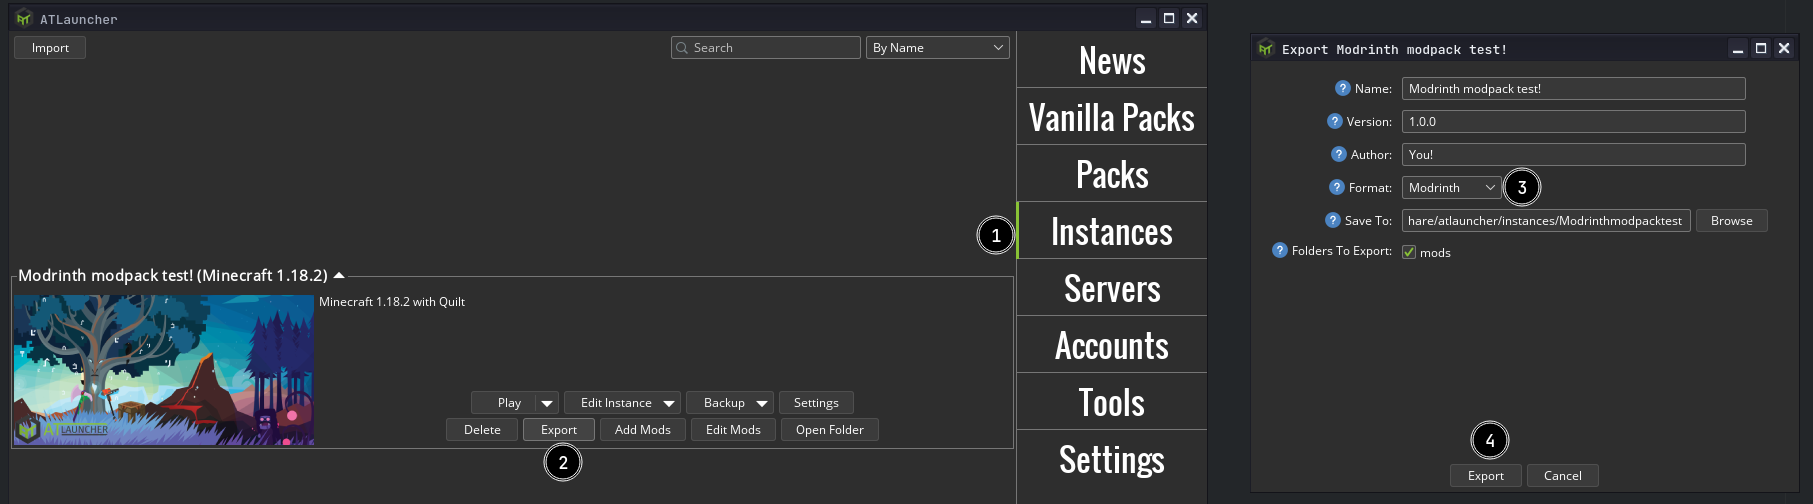 ATLauncher
Import
Search
By Name
News
Vanilla Packs
Packs
1
Instances
Servers
Accounts
Tools
Settings
Modrinth modpack test! (Minecraft 1.18.2)
Minecraft 1.18.2 with Quilt
ATLAUNCHER
Play
Edit Instance
Backup
Settings
Delete
Export
Add Mods
Edit Mods
Open Folder
2
Export Modrinth modpack test!
? Name: Modrinth modpack test!
? Version: 1.0.0
? Author: You!
? Format: Modrinth 3
? Save To: hare/atlauncher/instances/Modrinthmodpacktest Browse
? Folders To Export: mods
4
Export Cancel